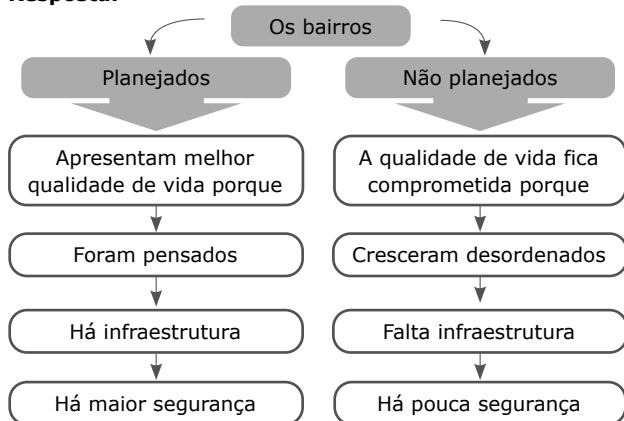 Os bairros
Planejados
Não planejados
Apresentam melhor
qualidade de vida porque
A qualidade de vida fica
comprometida porque
Foram pensados
Cresceram desordenados
Há infraestrutura
Falta infraestrutura
Há maior segurança
Há pouca segurança